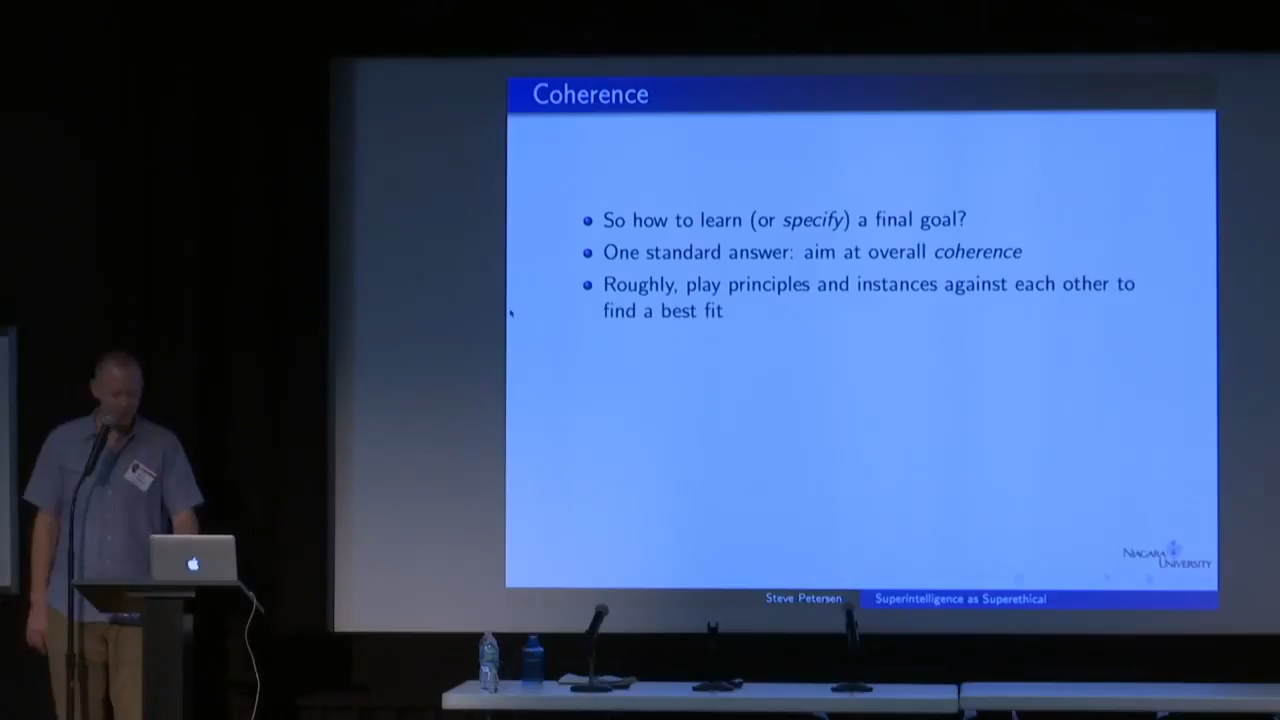 Coherence
So how to learn (or specify) a final goal?
One standard answer: aim at overall coherence
Roughly, play principles and instances against each other to
find a best fit
NIAGARA
UNIVERSITY
Steve Petersen
Superintelligence as Superethical